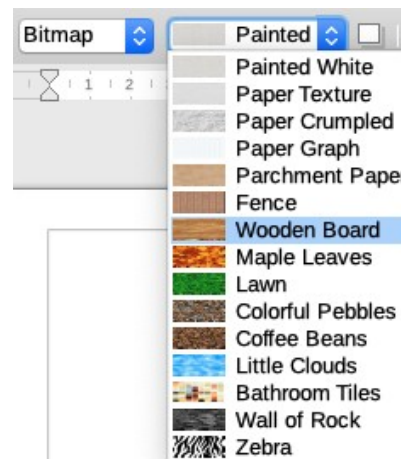 Bitmap Painted
1 2
Painted White
Paper Texture
Paper Crumpled
Paper Graph
Parchment Pape
Fence
Wooden Board
Maple Leaves
Lawn
Colorful Pebbles
Coffee Beans
Little Clouds
Bathroom Tiles
Wall of Rock
Zebra